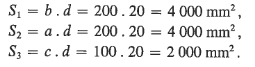 S₁ = b . d = 200 . 20 = 4 000 mm²,
S₂ = a . d = 200 . 20 = 4 000 mm²,
S₃ = c . d = 100 . 20 = 2 000 mm².